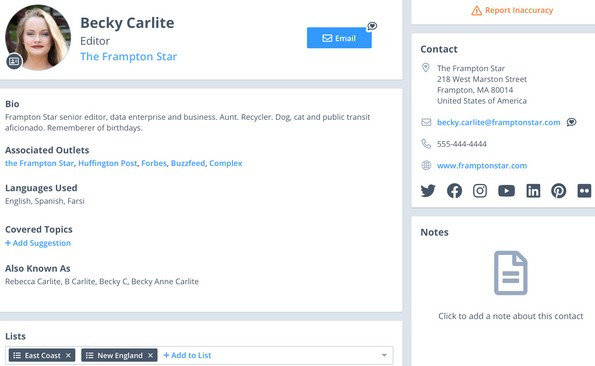 Becky Carlite
Editor
The Frampton Star
Email
Bio
Frampton Star senior editor, data enterprise and business. Aunt. Recycler. Dog, cat and public transit
aficionado. Rememberer of birthdays.
Associated Outlets
the Frampton Star, Huffington Post, Forbes, Buzzfeed, Complex
Languages Used
English, Spanish, Farsi
Covered Topics
+ Add Suggestion
Also Known As
Rebecca Carlite, B Carlite, Becky C, Becky Anne Carlite
Lists
East Coast × New England × + Add to List
Report Inaccuracy
Contact
The Frampton Star
218 West Marston Street
Frampton, MA 80014
United States of America
becky.carlite@framptonstar.com
555-444-4444
www.framptonstar.com
Notes
Click to add a note about this contact